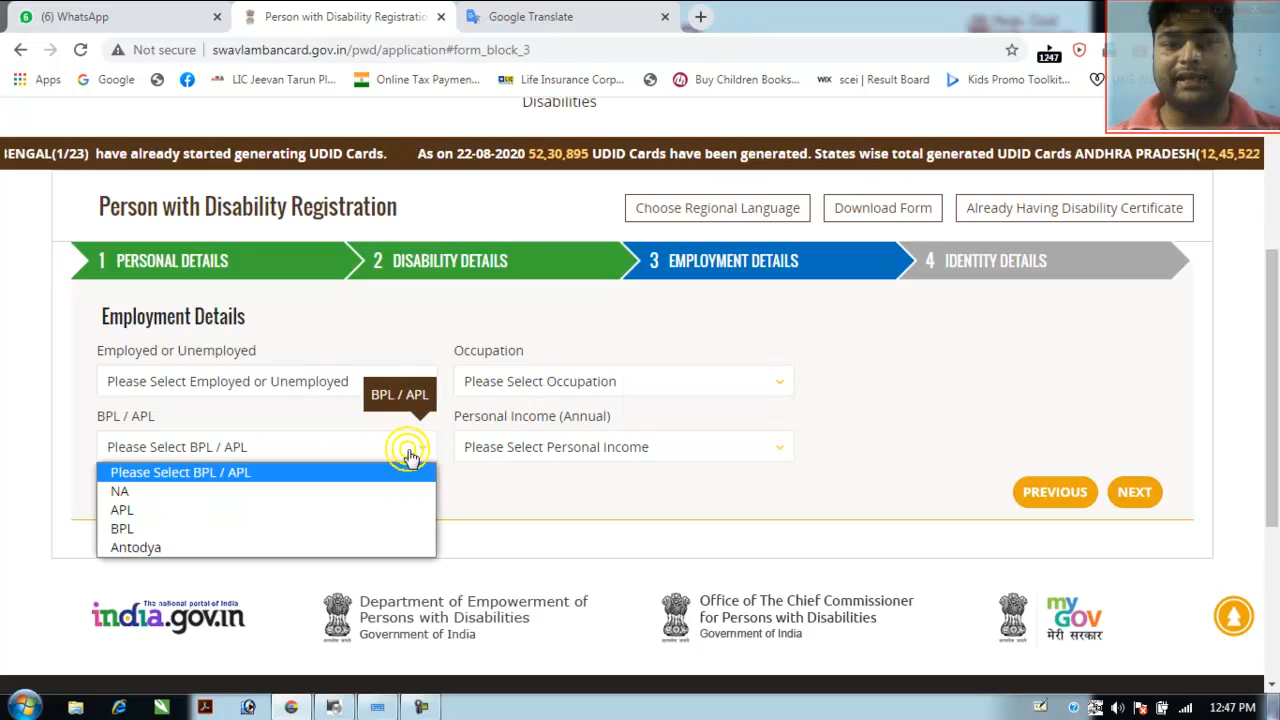 (6) WhatsApp
Person with Disability Registratio
Google Translate
Not secure
swavlambancard.gov.in/pwd/application#form_block_3
1247
Apps
Google
LIC Jeevan Tarun Pl...
Online Tax Paymen...
Life Insurance Corp...
Buy Children Books...
scei | Result Board
Kids Promo Toolkit...
Disabilities
IENGAL(1/23) have already started generating UDID Cards. As on 22-08-2020 52,30,895 UDID Cards have been generated. States wise total generated UDID Cards ANDHRA PRADESH(12,45,522
Person with Disability Registration
Choose Regional Language
Download Form
Already Having Disability Certificate
1 PERSONAL DETAILS
2 DISABILITY DETAILS
3 EMPLOYMENT DETAILS
4 IDENTITY DETAILS
Employment Details
Employed or Unemployed
Occupation
Please Select Employed or Unemployed
Please Select Occupation
BPL / APL
BPL / APL
Personal Income (Annual)
Please Select BPL / APL
Please Select Personal Income
Please Select BPL / APL
NA
APL
BPL
Antodya
PREVIOUS
NEXT
The national portal of India
india.gov.in
Department of Empowerment of
Persons with Disabilities
Government of India
Office of The Chief Commissioner
for Persons with Disabilities
Government of India
my
GOV
मेरी सरकार
12:47 PM